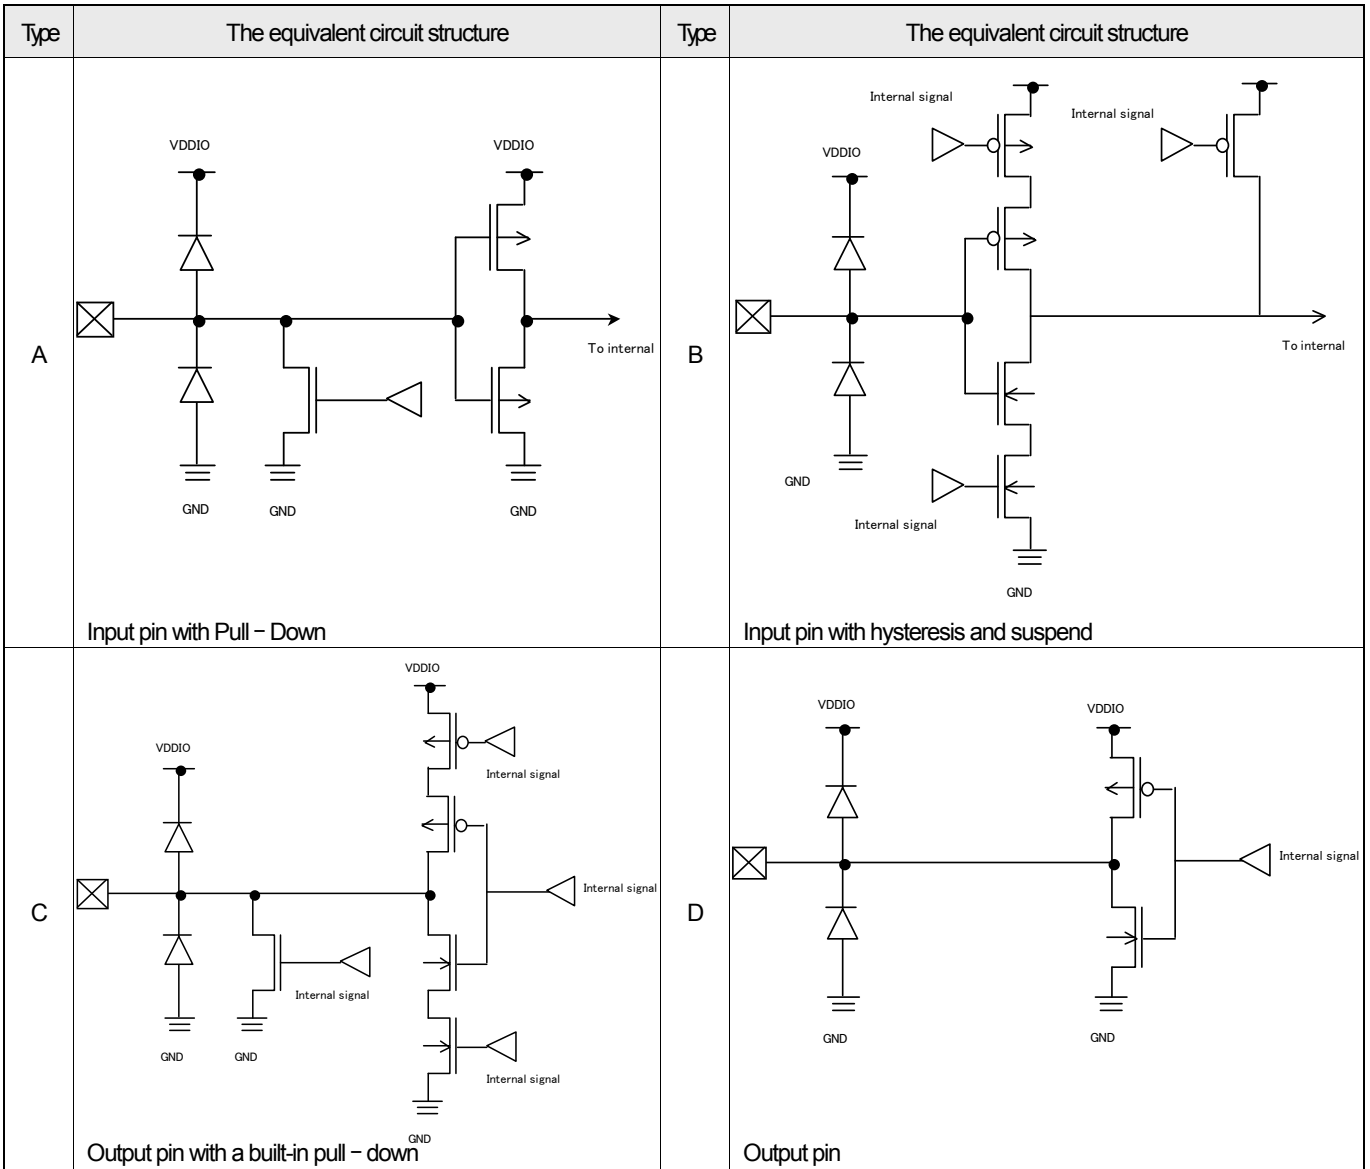 Type
The equivalent circuit structure
Type
The equivalent circuit structure
A
VDDIO
VDDIO
To internal
GND
GND
GND
Input pin with Pull − Down
B
Internal signal
Internal signal
VDDIO
To internal
GND
Internal signal
GND
Input pin with hysteresis and suspend
C
VDDIO
VDDIO
Internal signal
Internal signal
Internal signal
GND
GND
Internal signal
GND
Output pin with a built-in pull − down
D
VDDIO
VDDIO
Internal signal
GND
GND
Output pin